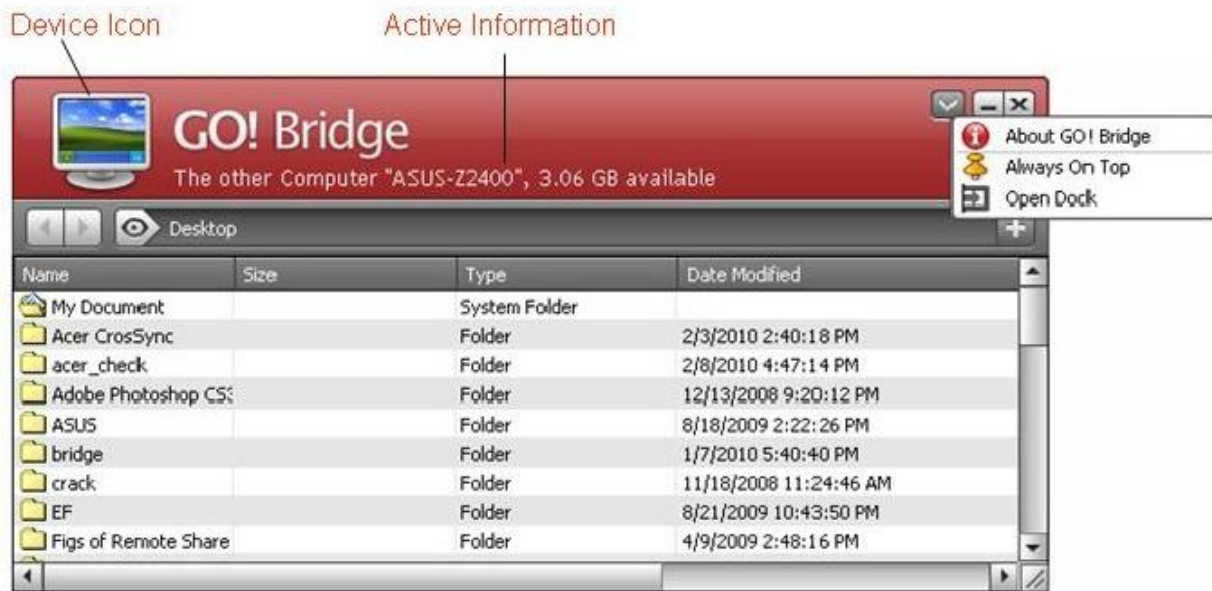 Device Icon Active Information
GO! Bridge
The other Computer "ASUS-Z2400", 3.06 GB available
About GO! Bridge
Always On Top
Open Dock
Desktop
Name Size Type Date Modified
My Document System Folder
Acer CrosSync Folder 2/3/2010 2:40:18 PM
acer_check Folder 2/8/2010 4:47:14 PM
Adobe Photoshop CS3 Folder 12/13/2008 9:20:12 PM
ASUS Folder 8/18/2009 2:22:26 PM
bridge Folder 1/7/2010 5:40:40 PM
crack Folder 11/18/2008 11:24:46 AM
EF Folder 8/21/2009 10:43:50 PM
Figs of Remote Share Folder 4/9/2009 2:48:16 PM